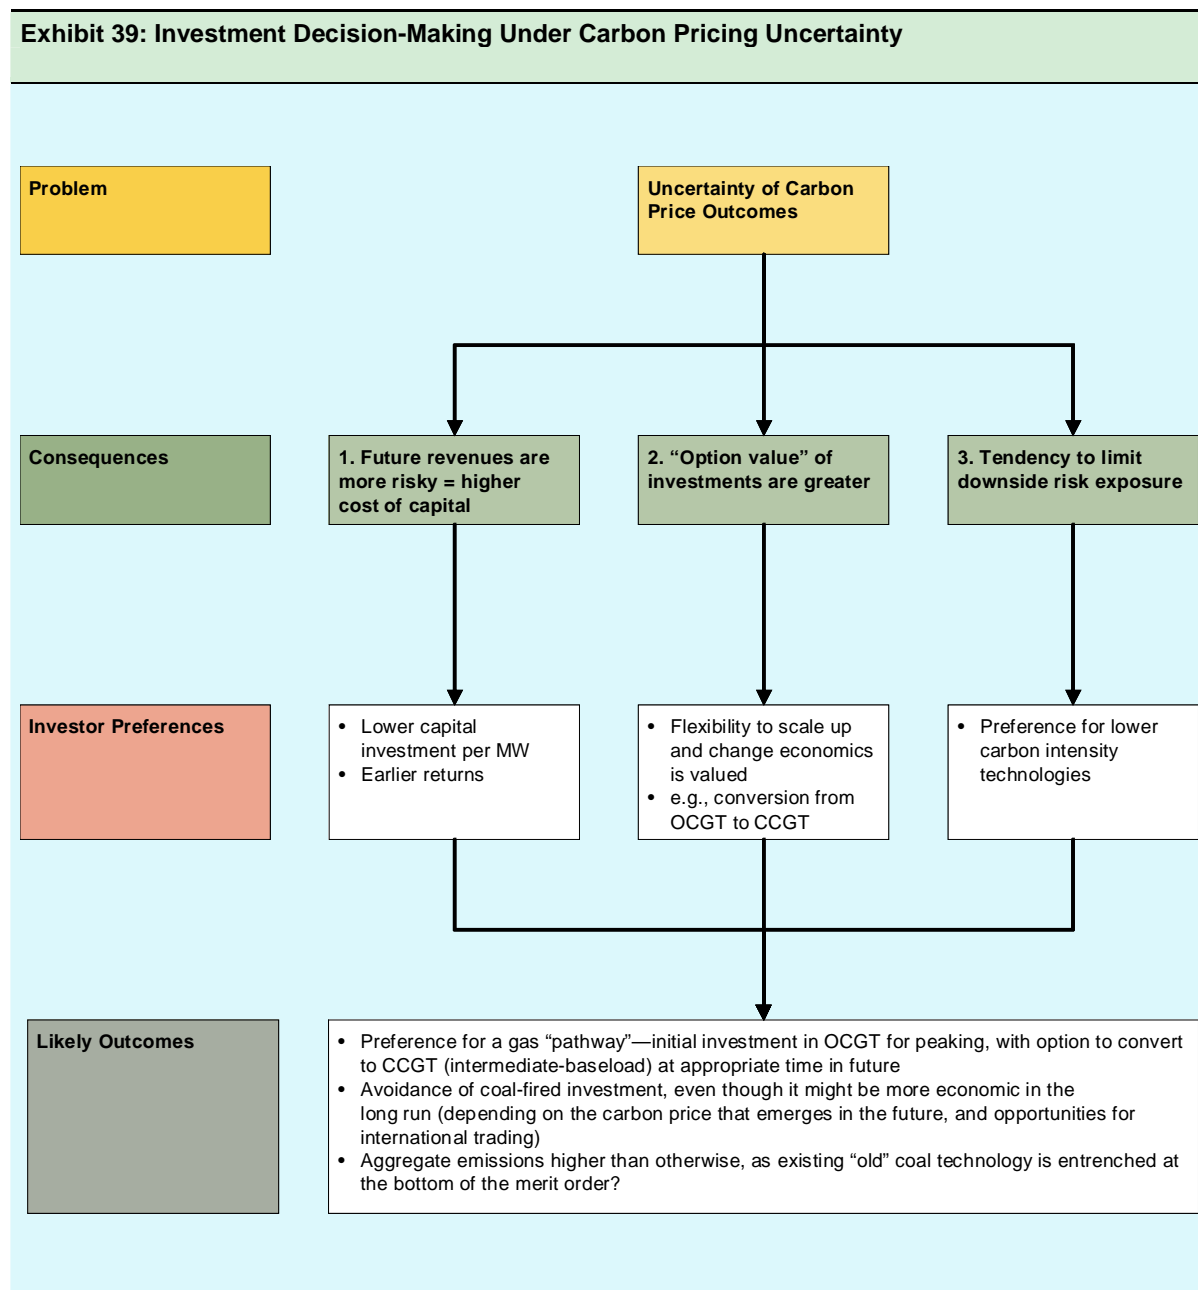 Exhibit 39: Investment Decision-Making Under Carbon Pricing Uncertainty
Problem
Uncertainty of Carbon
Price Outcomes
Consequences
1. Future revenues are
more risky = higher
cost of capital
2. “Option value” of
investments are greater
3. Tendency to limit
downside risk exposure
Investor Preferences
• Lower capital
investment per MW
• Earlier returns
• Flexibility to scale up
and change economics
is valued
• e.g., conversion from
OCGT to CCGT
• Preference for lower
carbon intensity
technologies
Likely Outcomes
• Preference for a gas “pathway”—initial investment in OCGT for peaking, with option to convert
to CCGT (intermediate-baseload) at appropriate time in future
• Avoidance of coal-fired investment, even though it might be more economic in the
long run (depending on the carbon price that emerges in the future, and opportunities for
international trading)
• Aggregate emissions higher than otherwise, as existing “old” coal technology is entrenched at
the bottom of the merit order?